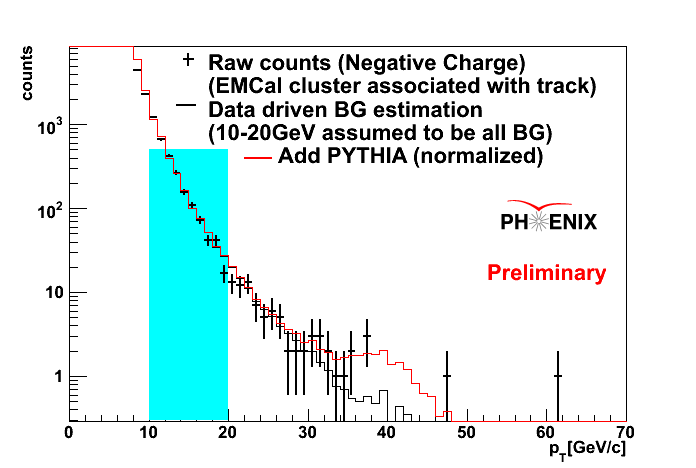 counts
Raw counts (Negative Charge)
(EMCal cluster associated with track)
Data driven BG estimation
(10-20GeV assumed to be all BG)
Add PYTHIA (normalized)
PHENIX
Preliminary
10³
10²
10
1
0 10 20 30 40 50 60 70
p_T[GeV/c]